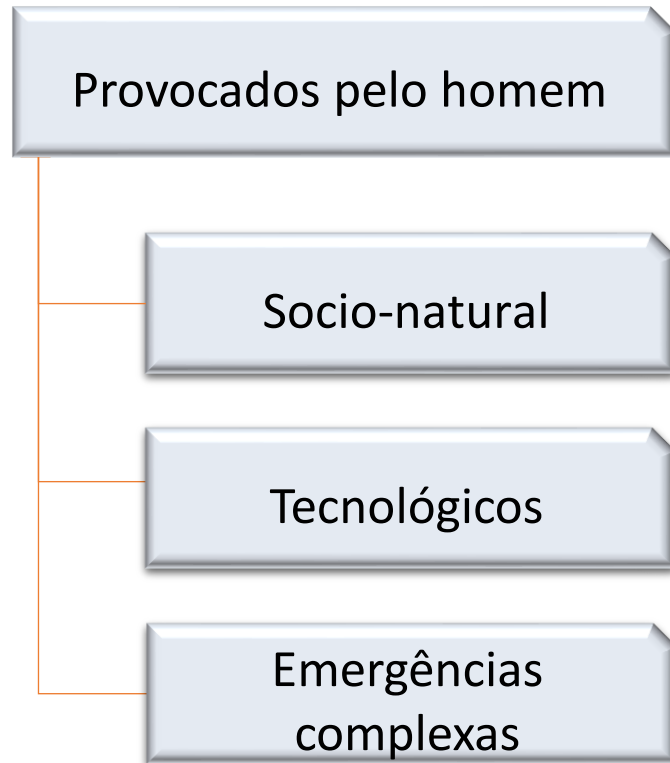 Provocados pelo homem
Socio-natural
Tecnológicos
Emergências
complexas